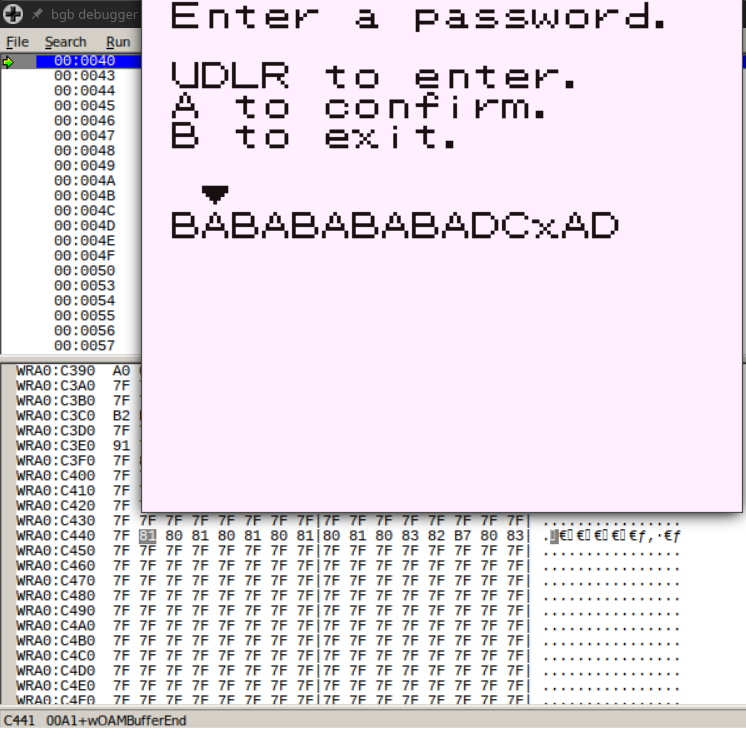 bgb debugger
File Search Run
Enter a password.
UDLR to enter.
A to confirm.
B to exit.
BABABABABADCxAD
00:0040
00:0043
00:0044
00:0045
00:0046
00:0047
00:0048
00:0049
00:004A
00:004B
00:004C
00:004D
00:004E
00:004F
00:0050
00:0053
00:0054
00:0055
00:0056
00:0057
WRA0:C390 A0
WRA0:C3A0 7F
WRA0:C3B0 7F
WRA0:C3C0 B2
WRA0:C3D0 7F
WRA0:C3E0 91
WRA0:C3F0 7F
WRA0:C400 7F
WRA0:C410 7F
WRA0:C420 7F
WRA0:C430 7F 7F 7F 7F 7F 7F 7F 7F|7F 7F 7F 7F 7F 7F 7F 7F| ................
WRA0:C440 7F 81 80 81 80 81 80 81|80 81 80 83 82 B7 80 83| .€€€€€ƒ‚·€ƒ
WRA0:C450 7F 7F 7F 7F 7F 7F 7F 7F|7F 7F 7F 7F 7F 7F 7F 7F| ................
WRA0:C460 7F 7F 7F 7F 7F 7F 7F 7F|7F 7F 7F 7F 7F 7F 7F 7F| ................
WRA0:C470 7F 7F 7F 7F 7F 7F 7F 7F|7F 7F 7F 7F 7F 7F 7F 7F| ................
WRA0:C480 7F 7F 7F 7F 7F 7F 7F 7F|7F 7F 7F 7F 7F 7F 7F 7F| ................
WRA0:C490 7F 7F 7F 7F 7F 7F 7F 7F|7F 7F 7F 7F 7F 7F 7F 7F| ................
WRA0:C4A0 7F 7F 7F 7F 7F 7F 7F 7F|7F 7F 7F 7F 7F 7F 7F 7F| ................
WRA0:C4B0 7F 7F 7F 7F 7F 7F 7F 7F|7F 7F 7F 7F 7F 7F 7F 7F| ................
WRA0:C4C0 7F 7F 7F 7F 7F 7F 7F 7F|7F 7F 7F 7F 7F 7F 7F 7F| ................
WRA0:C4D0 7F 7F 7F 7F 7F 7F 7F 7F|7F 7F 7F 7F 7F 7F 7F 7F| ................
WRA0:C4E0 7F 7F 7F 7F 7F 7F 7F 7F|7F 7F 7F 7F 7F 7F 7F 7F| ................
WRA0:C4F0 7F 7F 7F 7F 7F 7F 7F 7F|7F 7F 7F 7F 7F 7F 7F 7F| ................
C441 00A1+wOAMBufferEnd